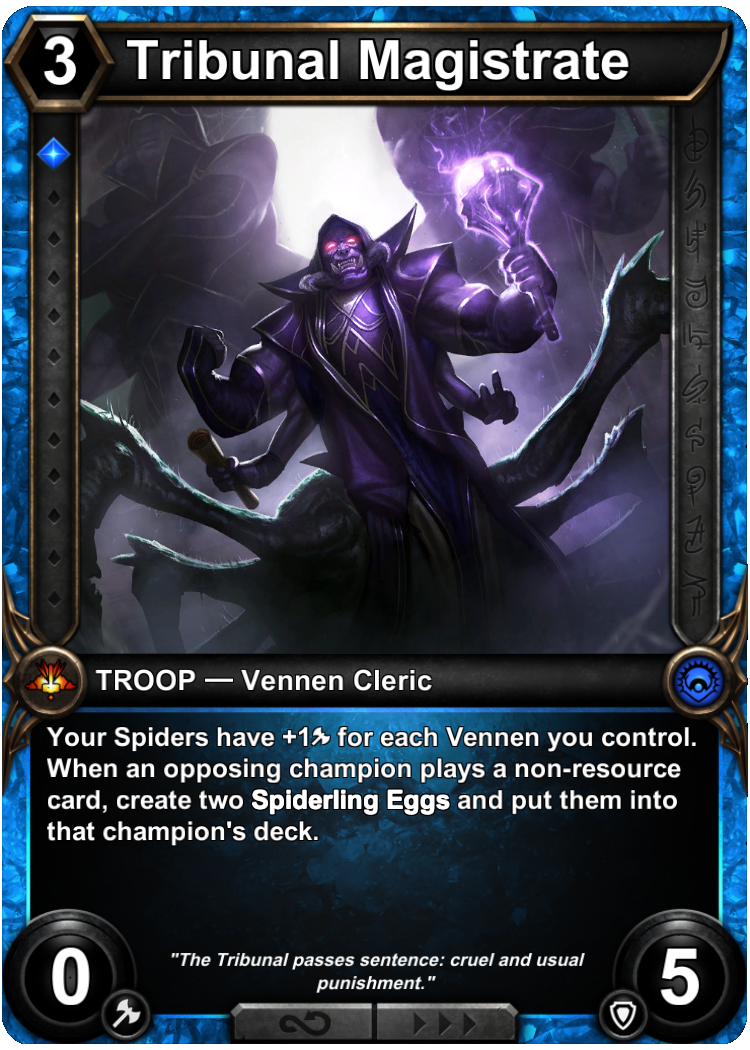 3
Tribunal Magistrate
TROOP — Vennen Cleric
Your Spiders have +1 for each Vennen you control.
When an opposing champion plays a non-resource
card, create two Spiderling Eggs and put them into
that champion's deck.
"The Tribunal passes sentence: cruel and usual
punishment."
0
5